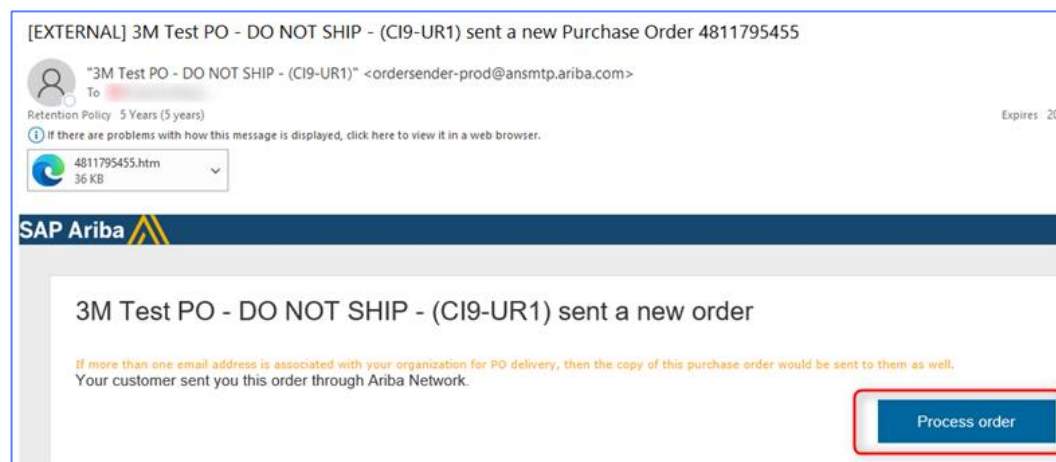 [EXTERNAL] 3M Test PO - DO NOT SHIP - (CI9-UR1) sent a new Purchase Order 4811795455
"3M Test PO - DO NOT SHIP - (CI9-UR1)" <ordersender-prod@ansmtp.ariba.com>
To
Retention Policy 5 Years (5 years) Expires 20
If there are problems with how this message is displayed, click here to view it in a web browser.
4811795455.htm
36 KB
SAP Ariba
3M Test PO - DO NOT SHIP - (CI9-UR1) sent a new order
If more than one email address is associated with your organization for PO delivery, then the copy of this purchase order would be sent to them as well.
Your customer sent you this order through Ariba Network.
Process order